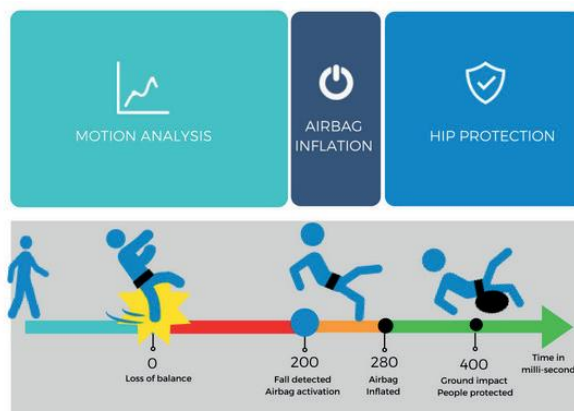 MOTION ANALYSIS
AIRBAG
INFLATION
HIP PROTECTION
0
Loss of balance
200
Fall detected
Airbag activation
280
Airbag
Inflated
400
Ground impact
People protected
Time in
milli-second